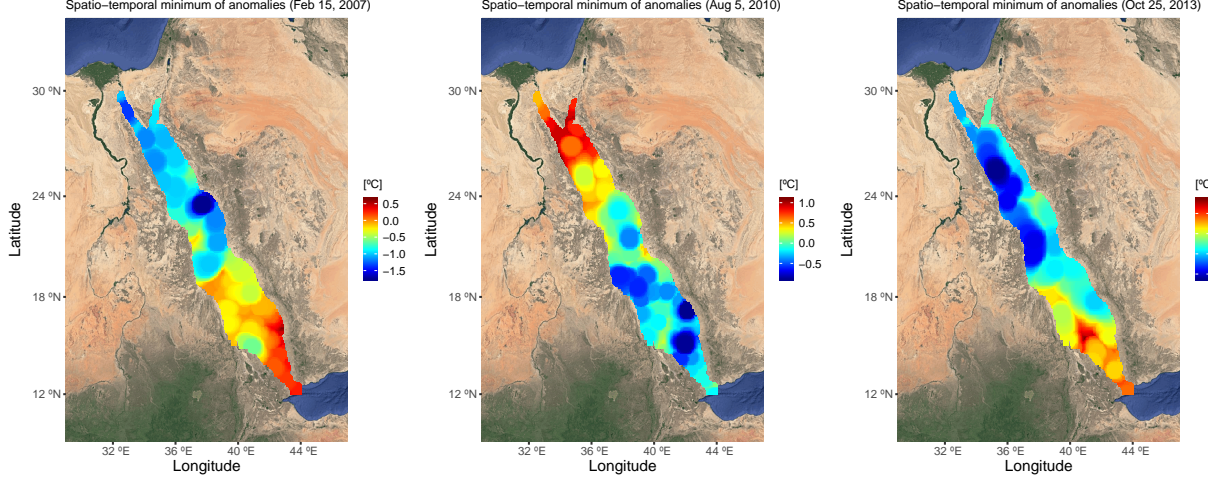 Spatio−temporal minimum of anomalies (Feb 15, 2007)
30 ºN
24 ºN
18 ºN
12 ºN
Latitude
32 ºE 36 ºE 40 ºE 44 ºE
Longitude
[ºC]
0.5
0.0
−0.5
−1.0
−1.5
Spatio−temporal minimum of anomalies (Aug 5, 2010)
30 ºN
24 ºN
18 ºN
12 ºN
Latitude
32 ºE 36 ºE 40 ºE 44 ºE
Longitude
[ºC]
1.0
0.5
0.0
−0.5
Spatio−temporal minimum of anomalies (Oct 25, 2013)
30 ºN
24 ºN
18 ºN
12 ºN
Latitude
32 ºE 36 ºE 40 ºE 44 ºE
Longitude
[ºC]